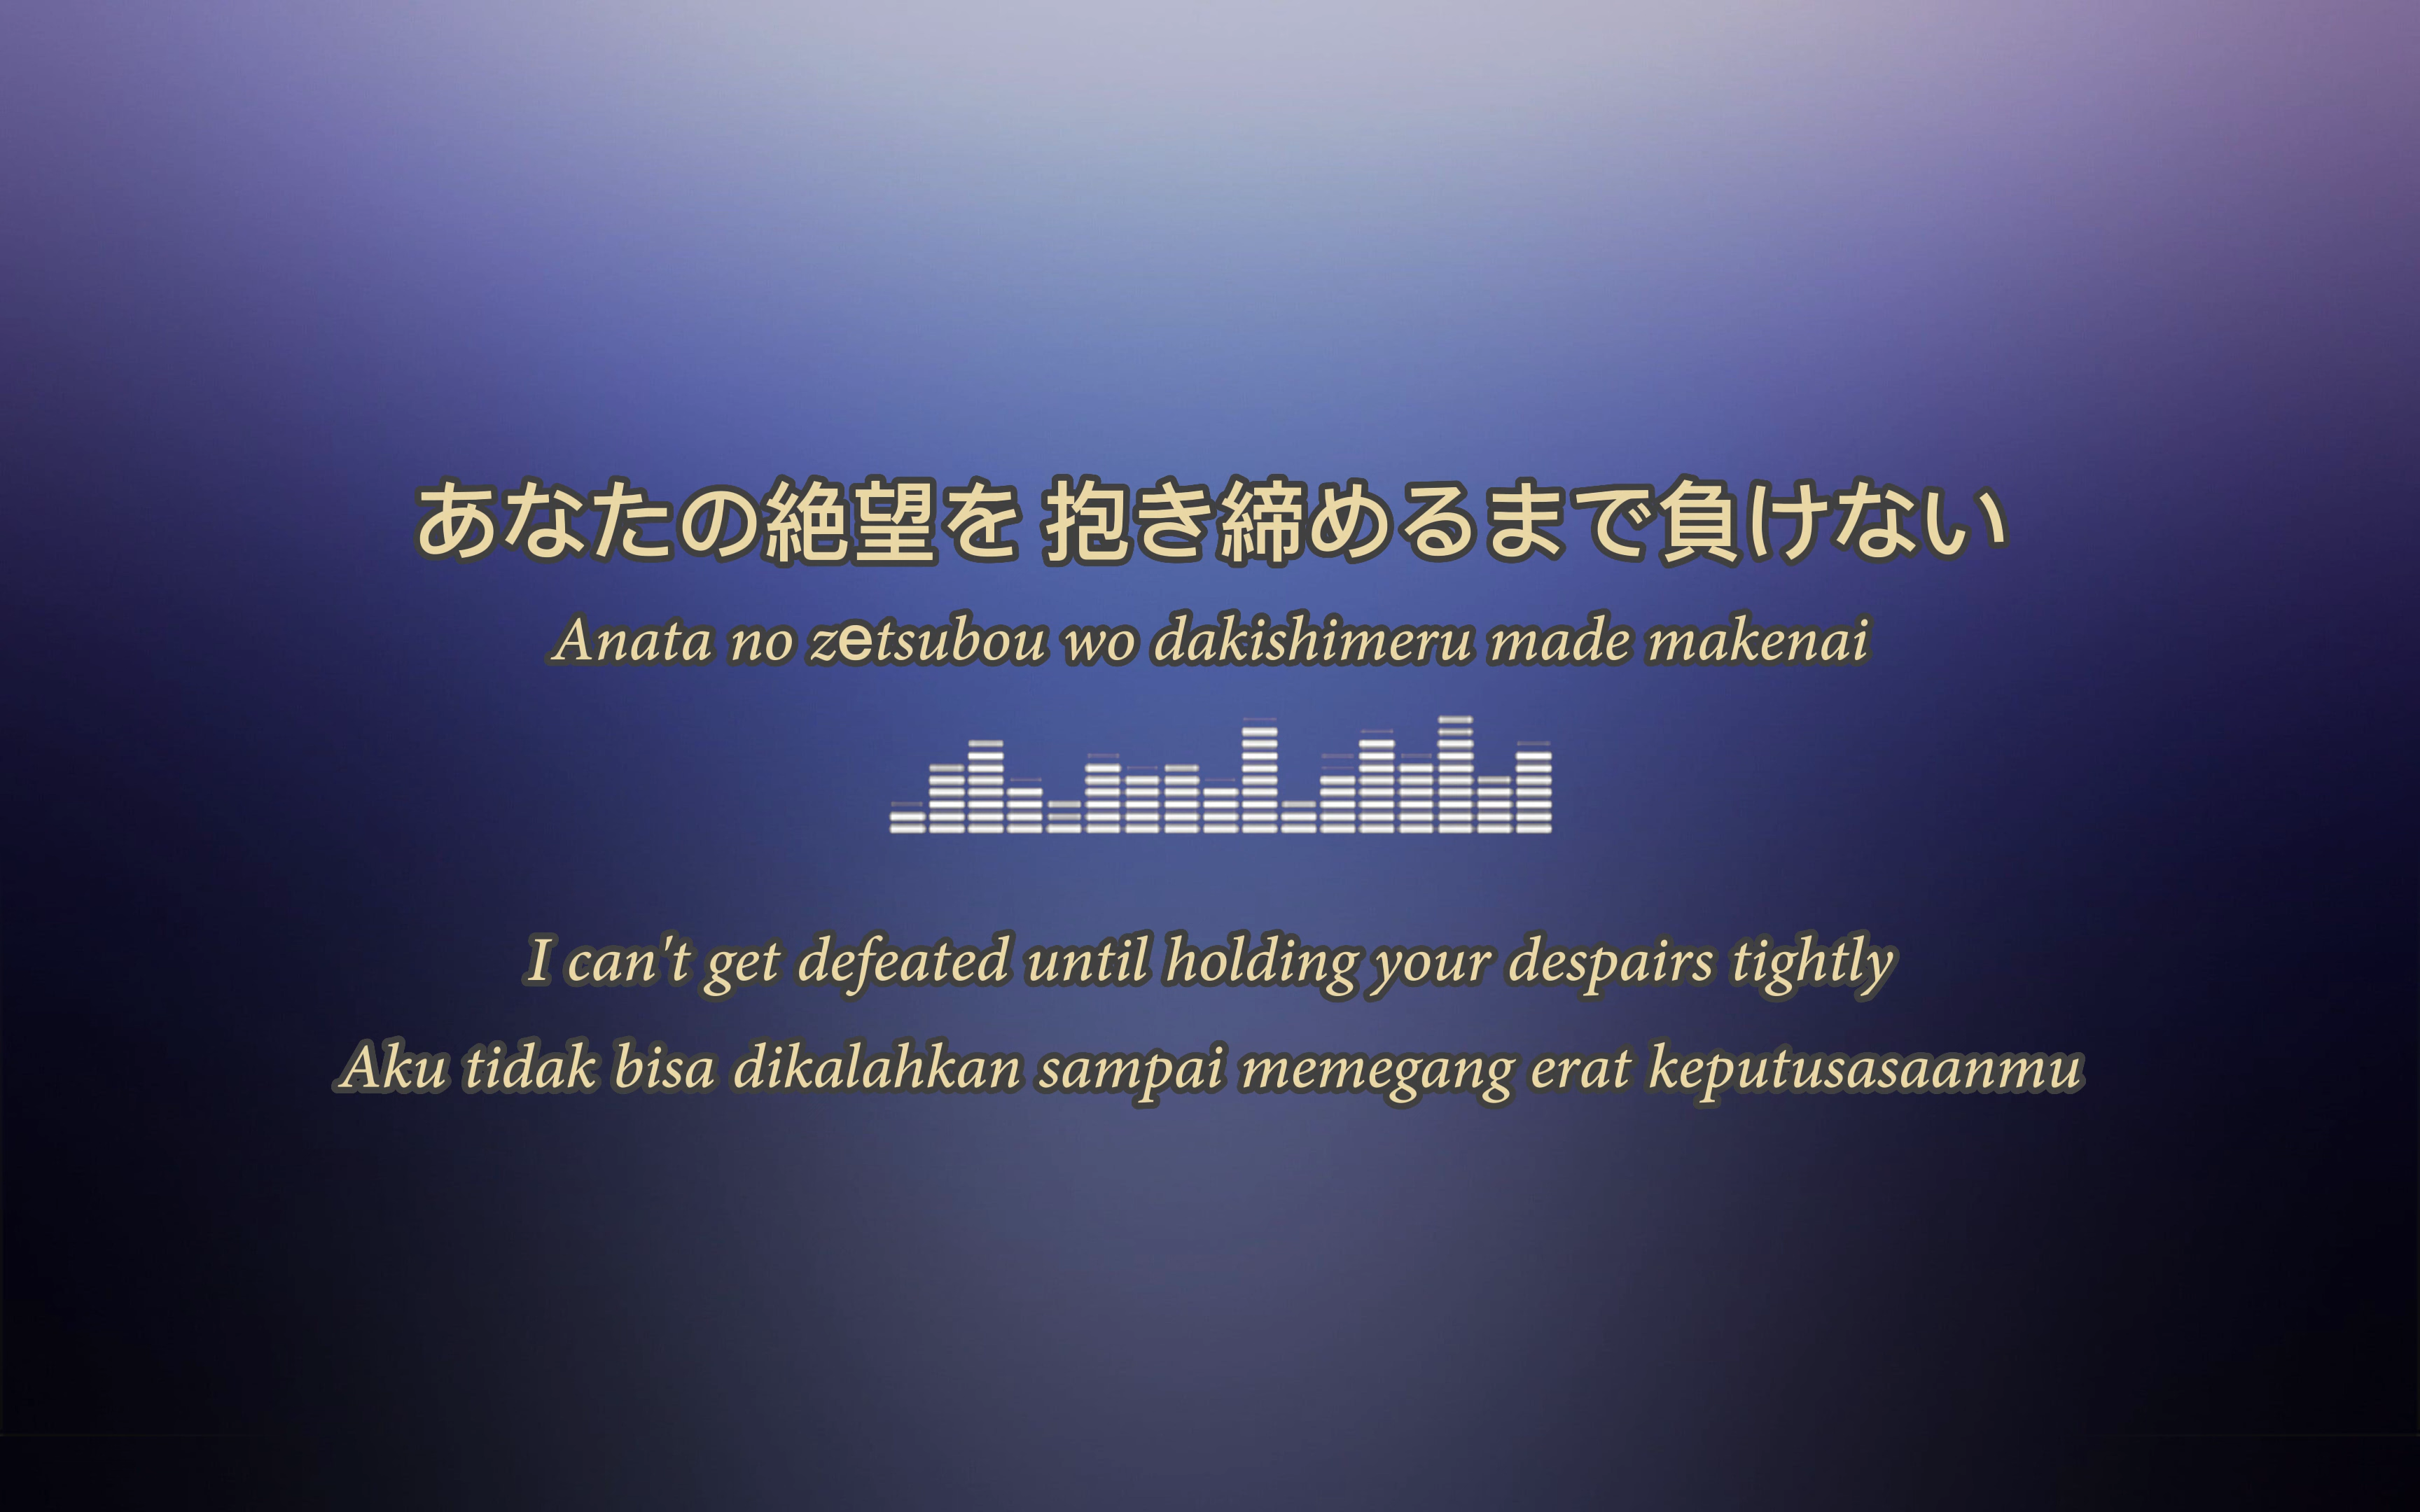 あなたの絶望を 抱き締めるまで負けない
Anata no zetsubou wo dakishimeru made makenai
I can't get defeated until holding your despairs tightly
Aku tidak bisa dikalahkan sampai memegang erat keputusasaanmu